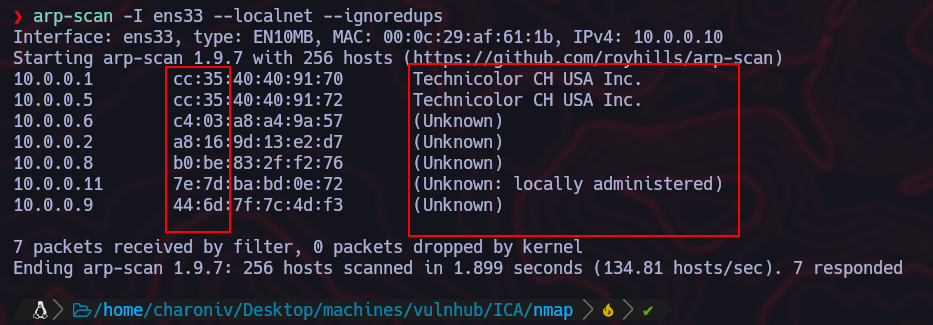 ❯ arp-scan -I ens33 --localnet --ignoredups
Interface: ens33, type: EN10MB, MAC: 00:0c:29:af:61:1b, IPv4: 10.0.0.10
Starting arp-scan 1.9.7 with 256 hosts (https://github.com/royhills/arp-scan)
10.0.0.1 cc:35:40:40:91:70 Technicolor CH USA Inc.
10.0.0.5 cc:35:40:40:91:72 Technicolor CH USA Inc.
10.0.0.6 c4:03:a8:a4:9a:57 (Unknown)
10.0.0.2 a8:16:9d:13:e2:d7 (Unknown)
10.0.0.8 b0:be:83:2f:f2:76 (Unknown)
10.0.0.11 7e:7d:ba:bd:0e:72 (Unknown: locally administered)
10.0.0.9 44:6d:7f:7c:4d:f3 (Unknown)
7 packets received by filter, 0 packets dropped by kernel
Ending arp-scan 1.9.7: 256 hosts scanned in 1.899 seconds (134.81 hosts/sec). 7 responded
/home/charoniv/Desktop/machines/vulnhub/ICA/nmap